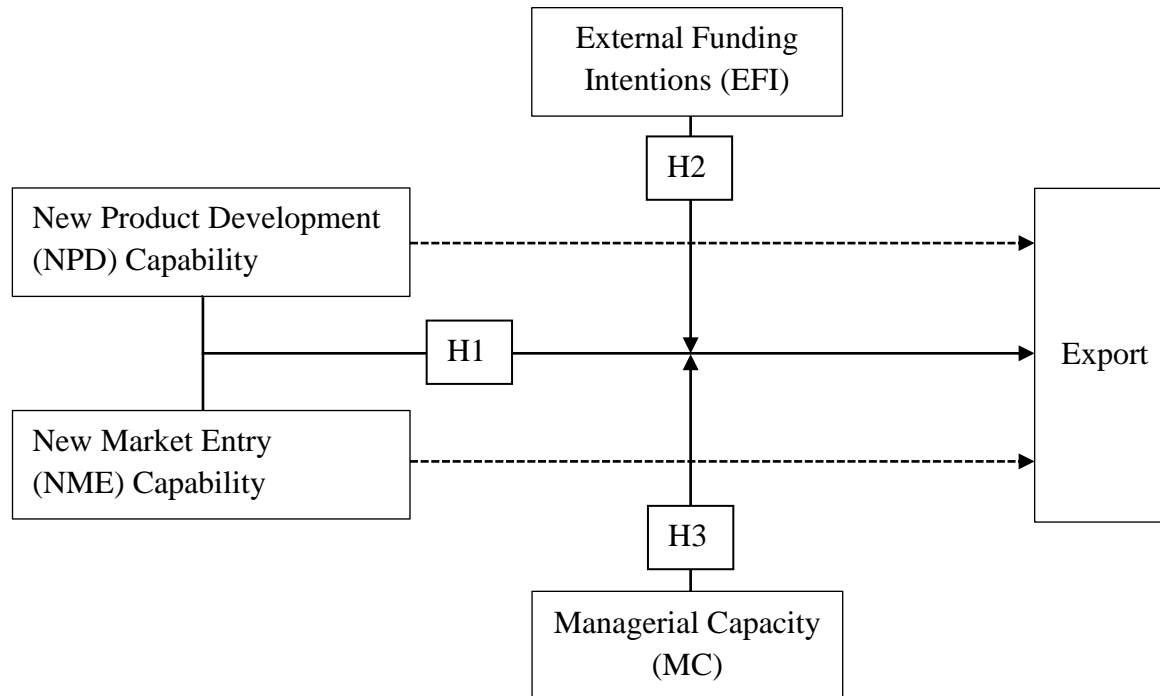 External Funding
Intentions (EFI)
H2
New Product Development
(NPD) Capability
H1
Export
New Market Entry
(NME) Capability
H3
Managerial Capacity
(MC)